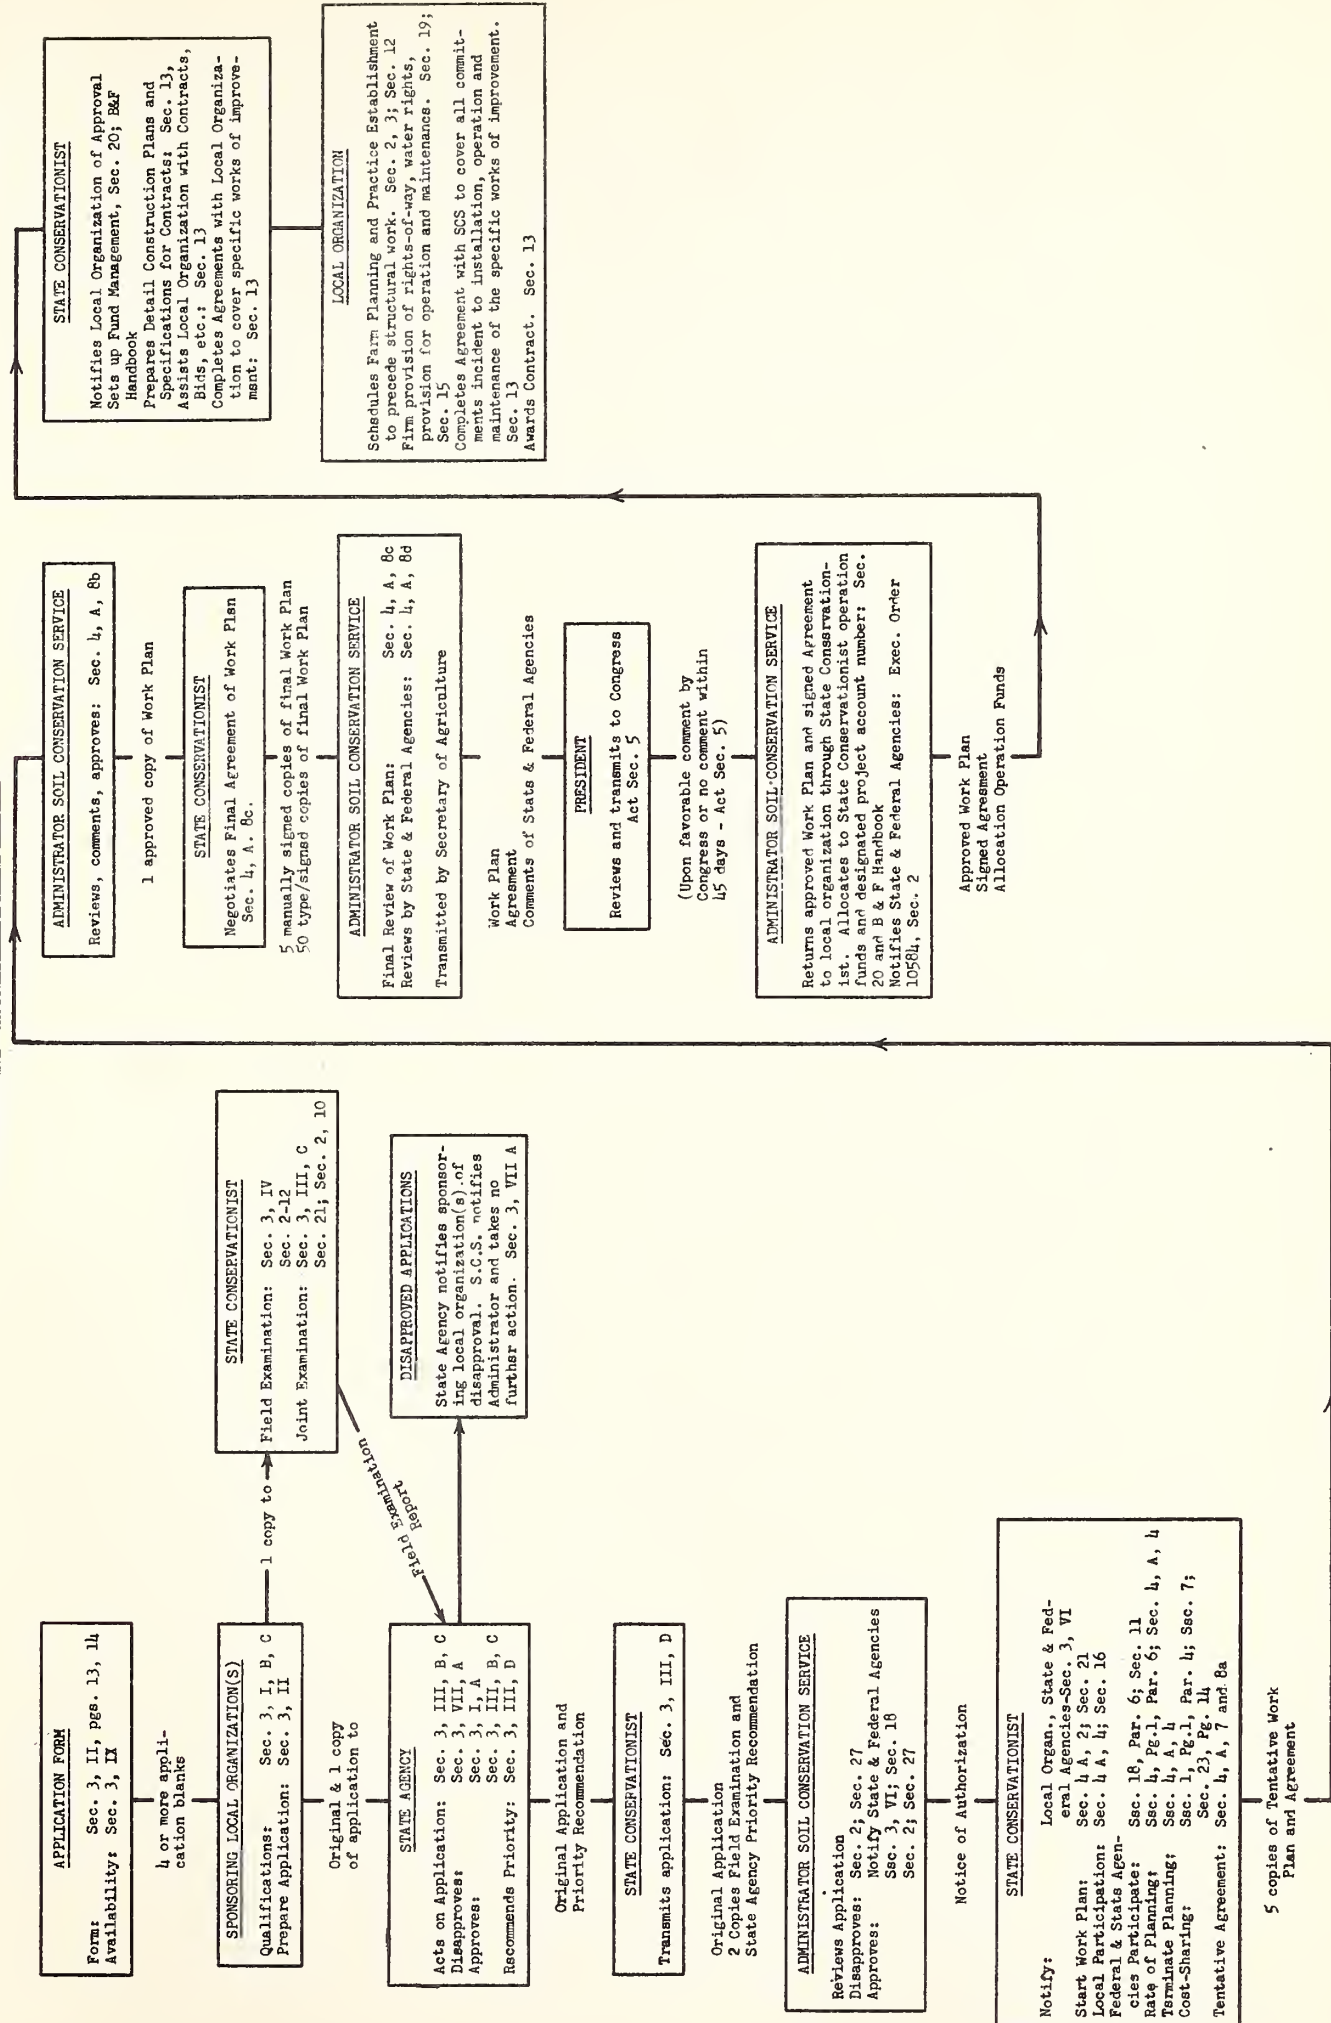 APPLICATION FORM
Form: Sec. 3, II, pgs. 13, 14
Availability: Sec. 3, IX
4 or more appli-
cation blanks
SPONSORING LOCAL ORGANIZATION(S)
Qualifications: Sec. 3, I, B, C
Prepare Application: Sec. 3, II
1 copy to
STATE CONSERVATIONIST
Field Examination: Sec. 3, IV
Sec. 2-12
Joint Examination: Sec. 3, III, C
Sec. 21; Sec. 2, 10
Field Examination
Report
Original & 1 copy
of application to
STATE AGENCY
Acts on Application: Sec. 3, III, B, C
Disapproves: Sec. 3, VII, A
Approves: Sec. 3, I, A
Sec. 3, III, B, C
Recommends Priority: Sec. 3, III, D
DISAPPROVED APPLICATIONS
State Agency notifies sponsor-
ing local organization(s).of
disapproval. S.C.S. notifies
Administrator and takes no
further action. Sec. 3, VII A
Original Application and
Priority Recommendation
STATE CONSERVATIONIST
Transmits application: Sec. 3, III, D
Original Application
2 Copies Field Examination and
State Agency Priority Recommendation
ADMINISTRATOR SOIL CONSERVATION SERVICE
Reviews Application
Disapproves: Sec. 2; Sec. 27
Approves: Notify State & Federal Agencies
Sec. 3, VI; Sec. 18
Sec. 2; Sec. 27
Notice of Authorization
STATE CONSERVATIONIST
Notify: Local Organ., State & Fed-
eral Agencies-Sec. 3, VI
Start Work Plan: Sec. 4 A, 2; Sec. 21
Local Participation: Sec. 4 A, 4; Sec. 16
Federal & Stats Agen-
cies Participate: Sec. 18, Par. 6; Sec. 11
Rate of Planning: Sec. 4, Pg.1, Par. 6; Sec. 4, A, 4
Terminate Planning: Sec. 4, A, 4
Cost-Sharing: Sec. 1, Pg.1, Par. 4; Sec. 7;
Sec. 23, Pg. 14
Tentative Agreement: Sec. 4, A, 7 and 8a
5 copies of Tentative Work
Plan and Agreement
ADMINISTRATOR SOIL CONSERVATION SERVICE
Reviews, comments, approves: Sec. 4, A, 8b
1 approved copy of Work Plan
STATE CONSERVATIONIST
Negotiates Final Agreement of Work Plan
Sec. 4, A. 8c.
5 manually signed copies of final Work Plan
50 type/signed copies of final Work Plan
ADMINISTRATOR SOIL CONSERVATION SERVICE
Final Review of Work Plan: Sec. 4, A, 8c
Reviews by State & Federal Agencies: Sec. 4, A, 8d
Transmitted by Secretary of Agriculture
Work Plan
Agreement
Comments of Stats & Federal Agencies
PRESIDENT
Reviews and transmits to Congress
Act Sec. 5
(Upon favorable comment by
Congress or no comment within
45 days - Act Sec. 5)
ADMINISTRATOR SOIL CONSERVATION SERVICE
Returns approved Work Plan and signed Agreement
to local organization through State Conservation-
ist. Allocates to State Conservationist operation
funds and designated project account number: Sec.
20 and B & F Handbook
Notifies State & Federal Agencies: Exec. Order
10584, Sec. 2
Approved Work Plan
Signed Agreement
Allocation Operation Funds
STATE CONSERVATIONIST
Notifies Local Organization of Approval
Sets up Fund Management, Sec. 20; B&F
Handbook
Prepares Detail Construction Plans and
Specifications for Contracts: Sec. 13,
Assists Local Organization with Contracts,
Bids, etc.: Sec. 13
Completes Agreements with Local Organiza-
tion to cover specific works of improve-
ment: Sec. 13
LOCAL ORGANIZATION
Schedules Farm Planning and Practice Establishment
to precede structural work. Sec. 2, 3; Sec. 12
Firm provision of rights-of-way, water rights,
provision for operation and maintenance. Sec. 19;
Sec. 15
Completes Agreement with SCS to cover all commit-
ments incident to installation, operation and
maintenance of the specific works of improvement.
Sec. 13
Awards Contract. Sec. 13